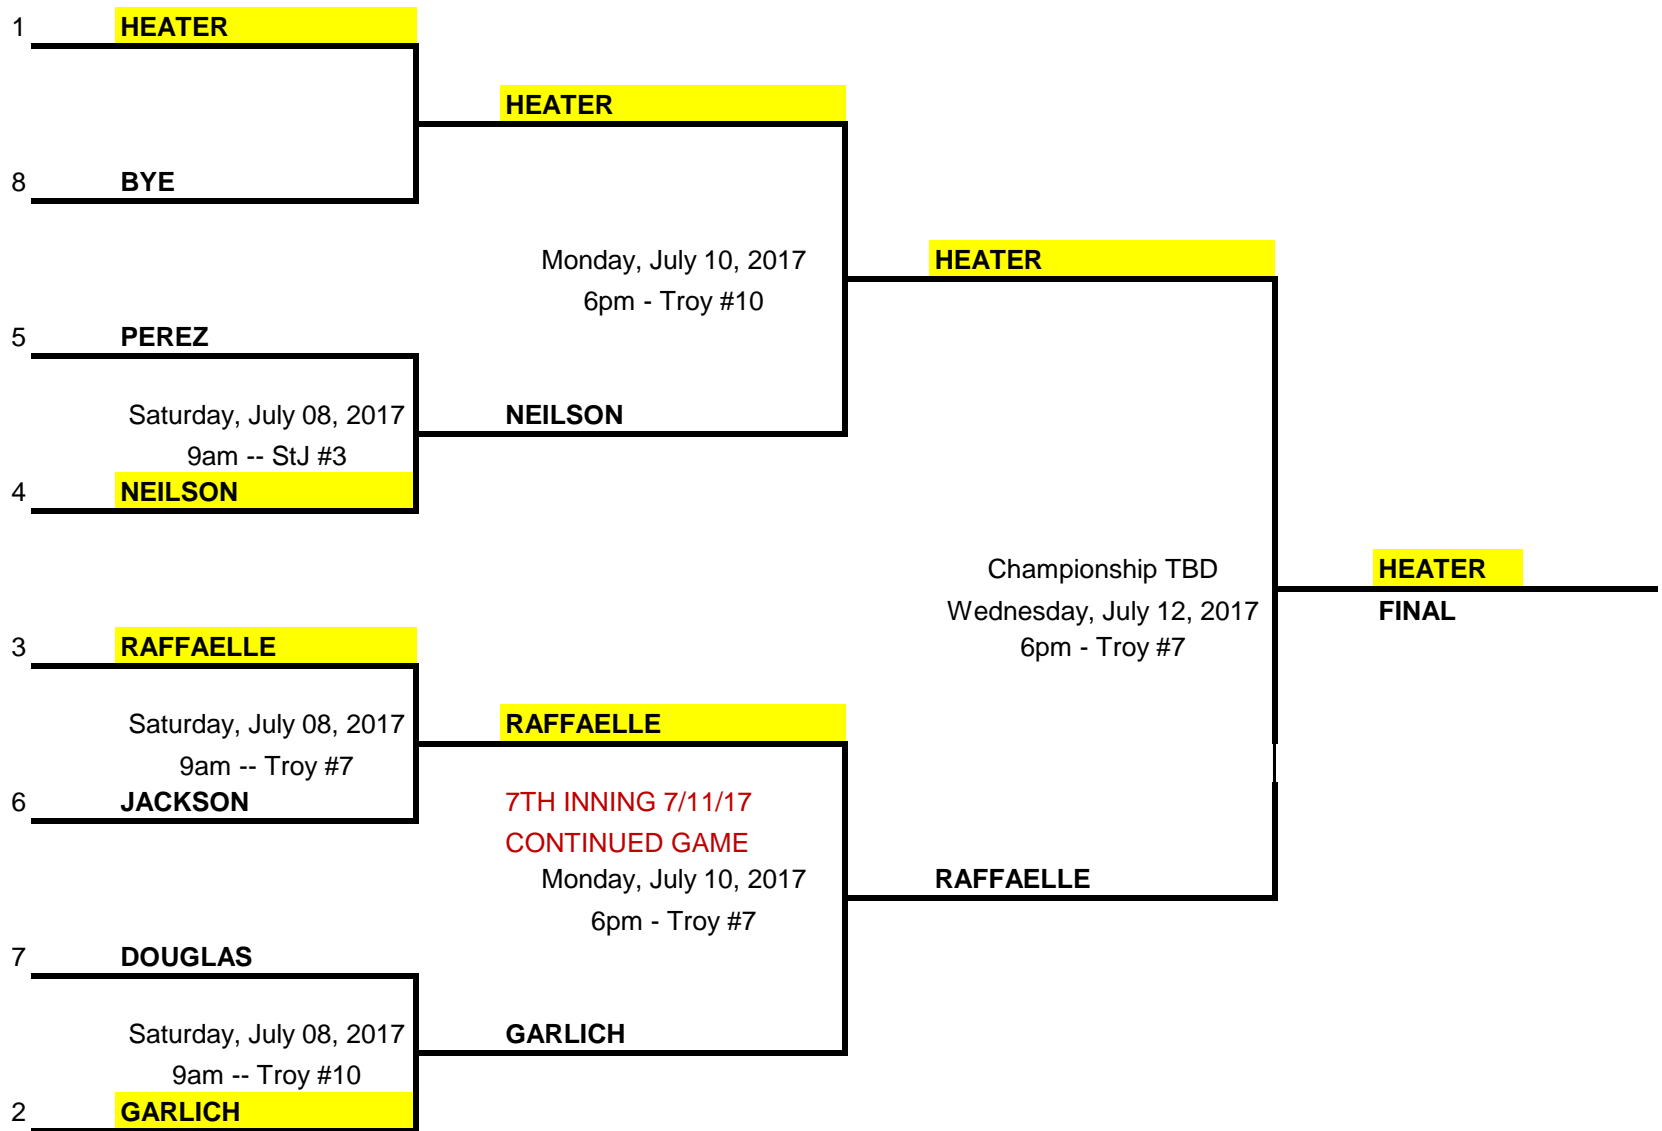 1 HEATER
HEATER
8 BYE
Monday, July 10, 2017
6pm - Troy #10
HEATER
5 PEREZ
Saturday, July 08, 2017
9am -- StJ #3
NEILSON
4 NEILSON
Championship TBD
Wednesday, July 12, 2017
6pm - Troy #7
HEATER
FINAL
3 RAFFAELLE
Saturday, July 08, 2017
9am -- Troy #7
RAFFAELLE
6 JACKSON
7TH INNING 7/11/17
CONTINUED GAME
Monday, July 10, 2017
6pm - Troy #7
RAFFAELLE
7 DOUGLAS
Saturday, July 08, 2017
9am -- Troy #10
GARLICH
2 GARLICH